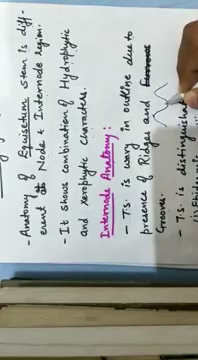 - Anatomy of Equisetum stem is diff-
erent at Node & Internode region.
- It shows combination of Hydrophytic
and xerophytic characters.
Internode Anatomy:
- T.S. is wavy in outline due to
presence of Ridges and
Grooves.
- T.S. is distinguished